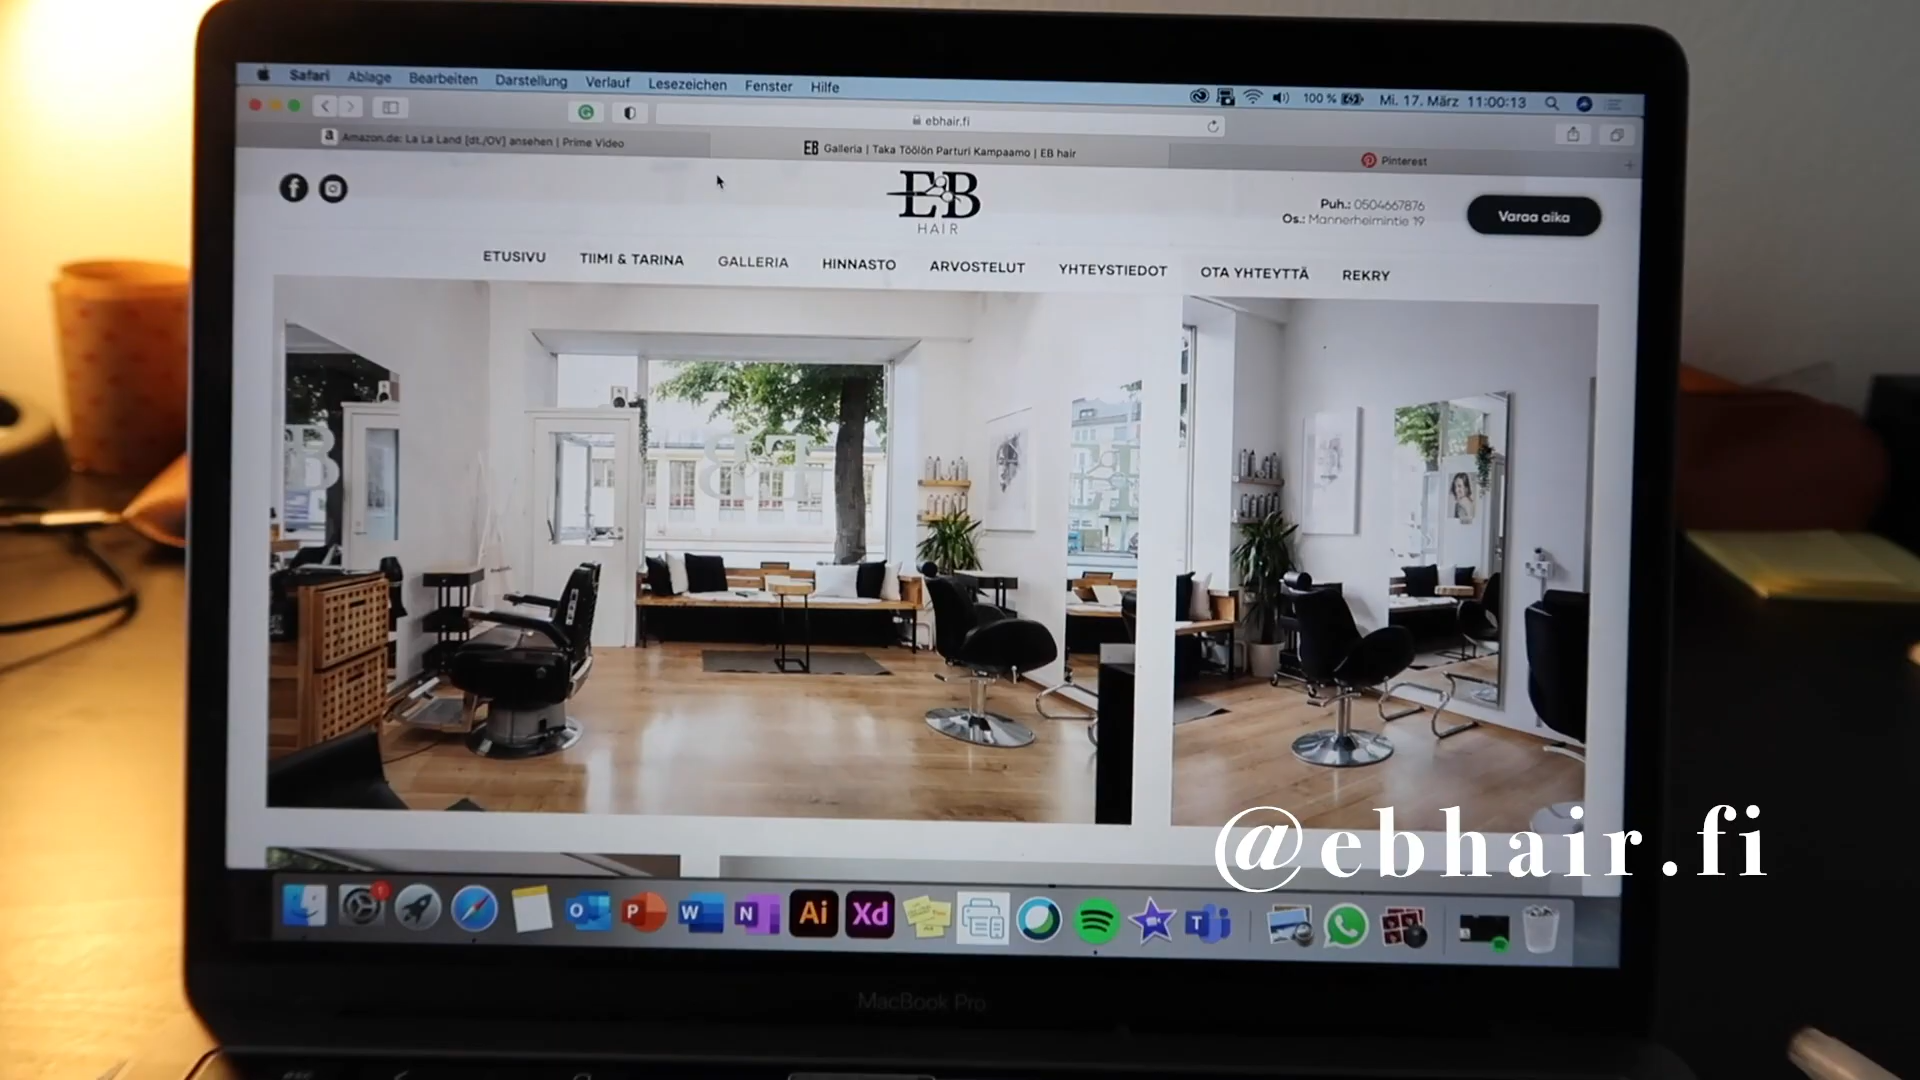 Safari Ablage Bearbeiten Darstellung Verlauf Lesezeichen Fenster Hilfe
100 % Mi. 17. März 11:00:13
ebhair.fi
a Amazon.de: La La Land [dt./OV] ansehen | Prime Video
EB Galleria | Taka Töölön Parturi Kampaamo | EB hair
Pinterest
EB
HAIR
Puh.: 0504667876
Os.: Mannerheimintie 19
Varaa aika
ETUSIVU TIIMI & TARINA GALLERIA HINNASTO ARVOSTELUT YHTEYSTIEDOT OTA YHTEYTTÄ REKRY
@ebhair.fi
1 O P W N Ai Xd T
MacBook Pro
esc